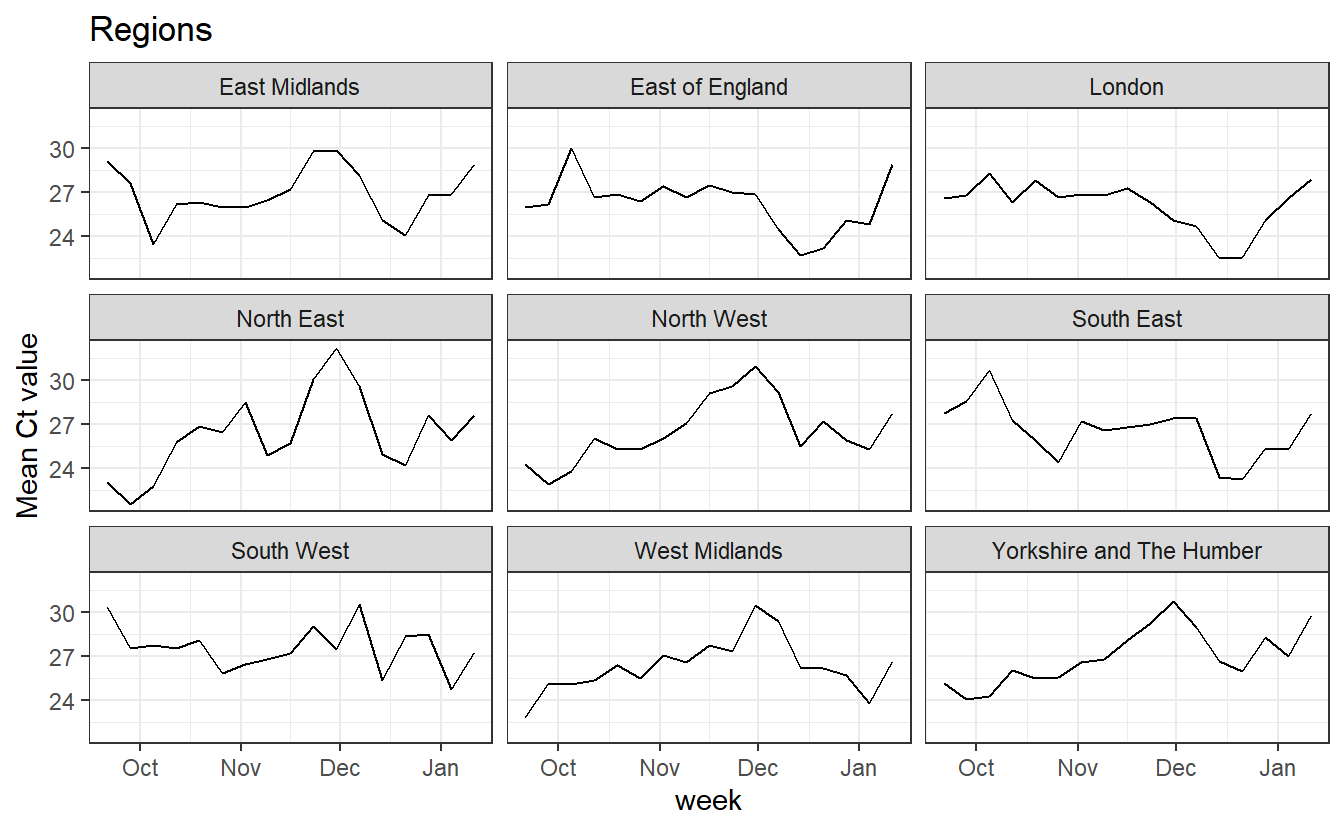 Regions
East Midlands
East of England
London
30
27
24
North East
North West
South East
Mean Ct value
30
27
24
South West
West Midlands
Yorkshire and The Humber
30
27
24
Oct Nov Dec Jan
Oct Nov Dec Jan
Oct Nov Dec Jan
week